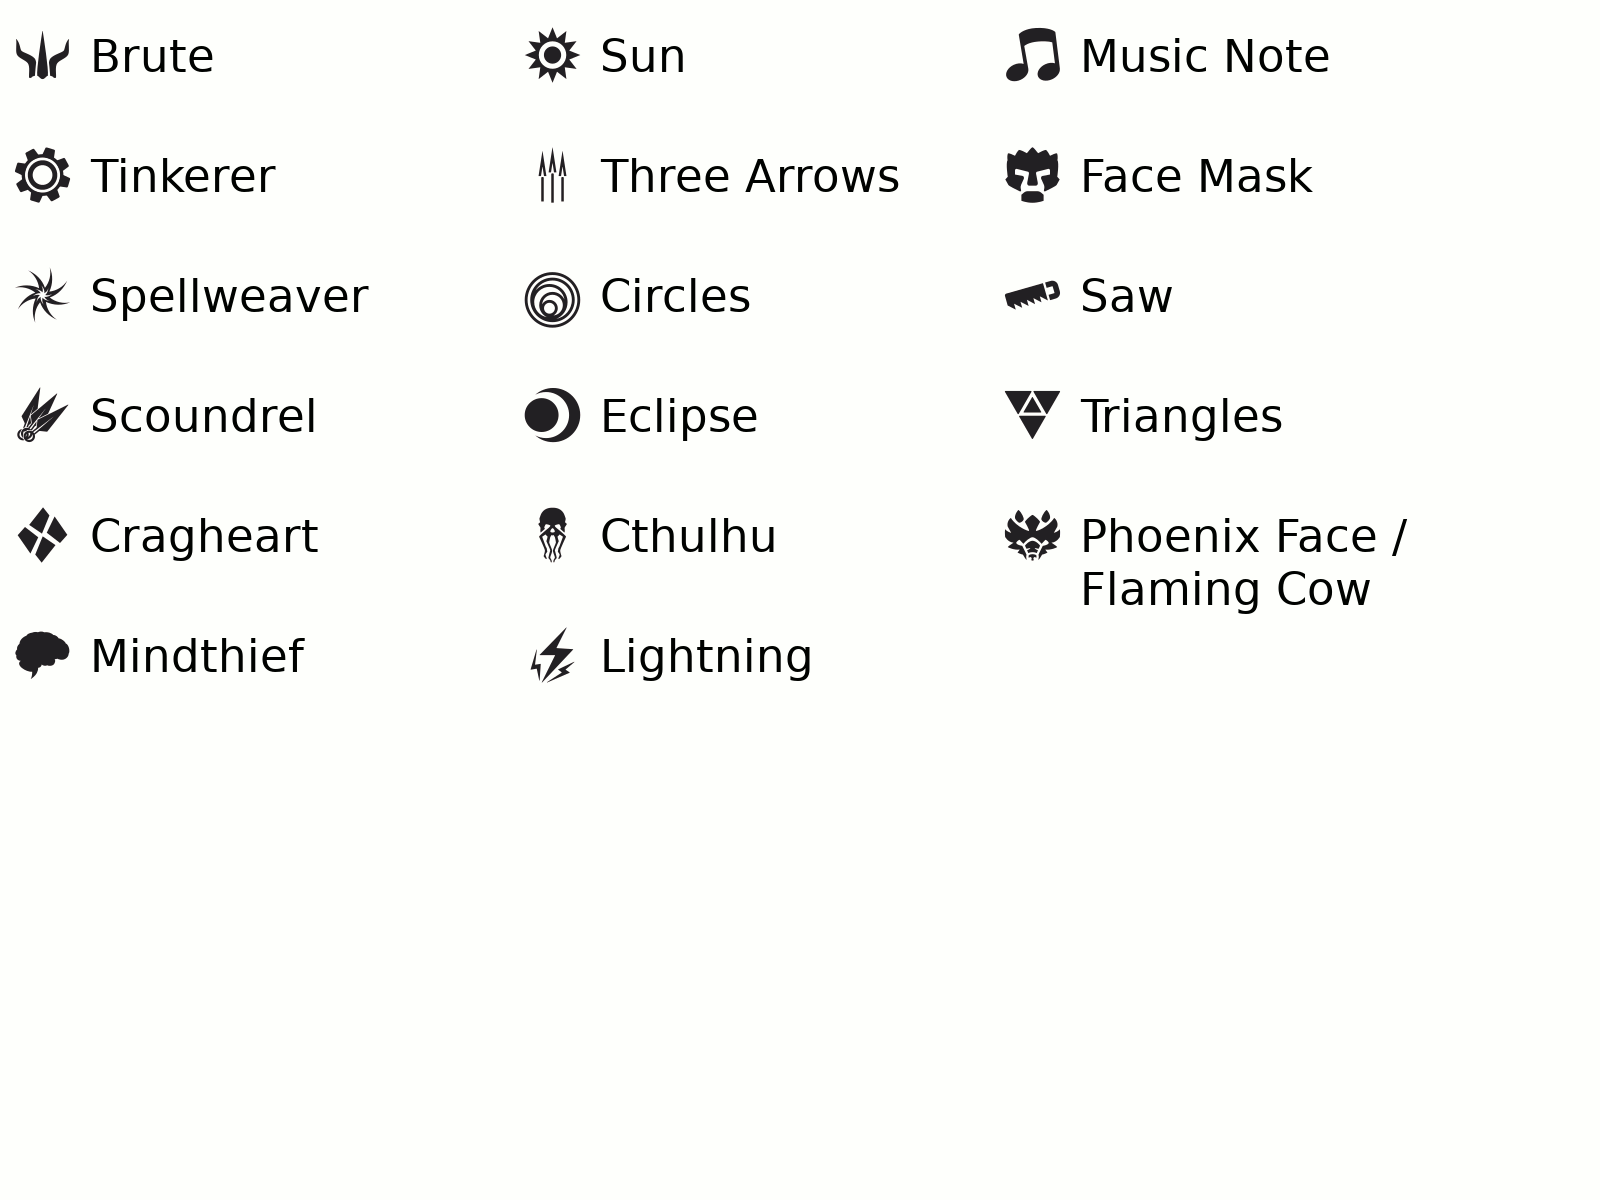 Brute
Tinkerer
Spellweaver
Scoundrel
Cragheart
Mindthief
Sun
Three Arrows
Circles
Eclipse
Cthulhu
Lightning
Music Note
Face Mask
Saw
Triangles
Phoenix Face /
Flaming Cow